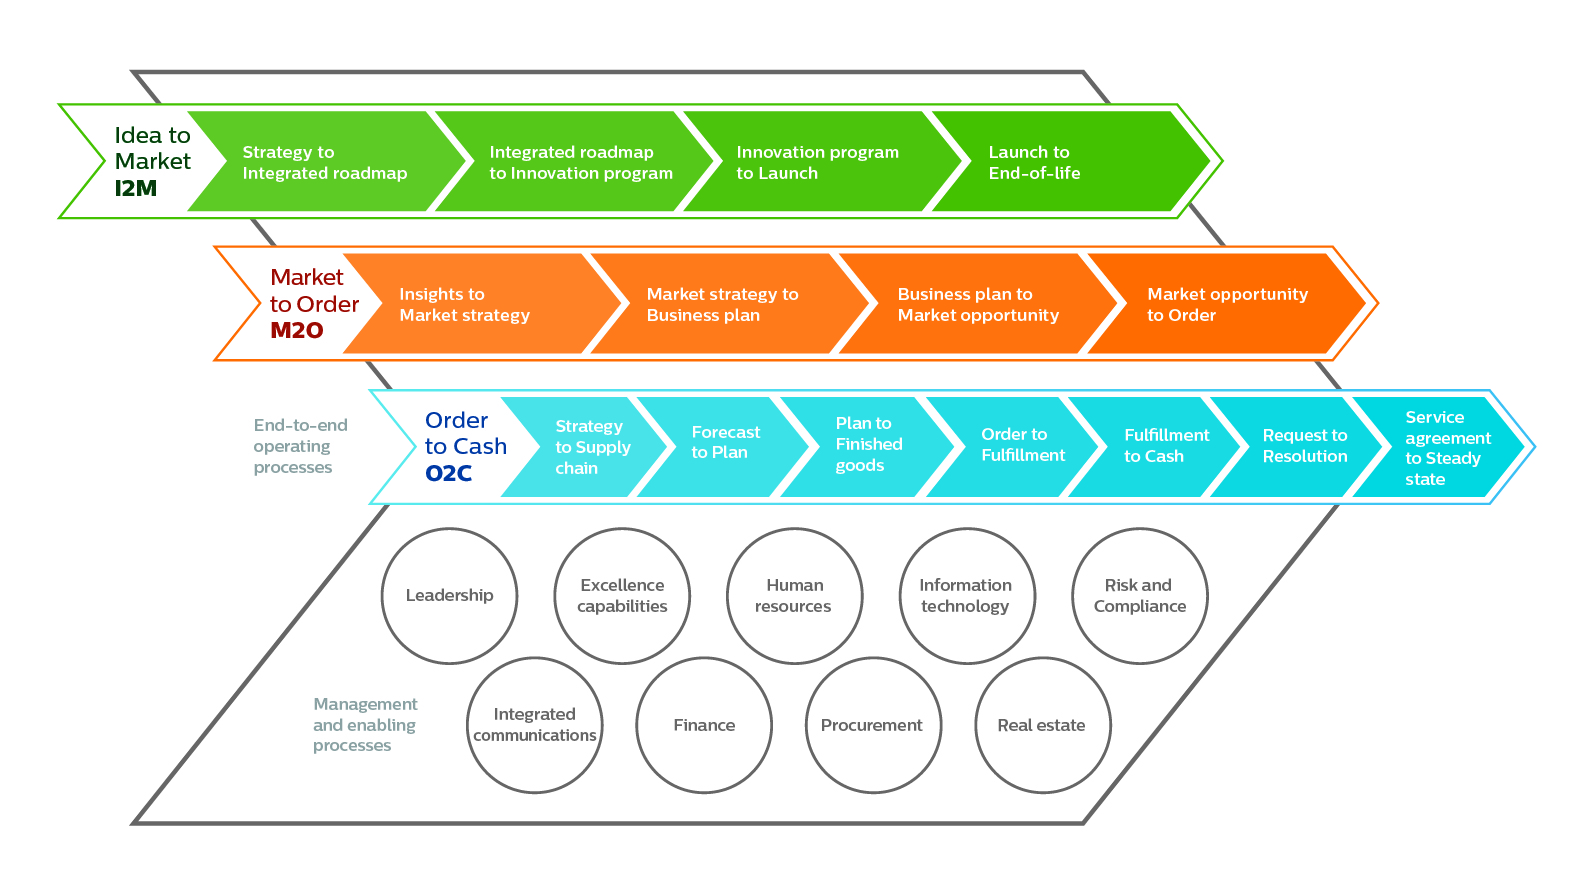 Idea to
Market
I2M
Strategy to
Integrated roadmap
Integrated roadmap
to Innovation program
Innovation program
to Launch
Launch to
End-of-life
Market
to Order
M2O
Insights to
Market strategy
Market strategy to
Business plan
Business plan to
Market opportunity
Market opportunity
to Order
End-to-end
operating
processes
Order
to Cash
O2C
Strategy
to Supply
chain
Forecast
to Plan
Plan to
Finished
goods
Order to
Fulfillment
Fulfillment
to Cash
Request to
Resolution
Service
agreement
to Steady
state
Leadership
Excellence
capabilities
Human
resources
Information
technology
Risk and
Compliance
Management
and enabling
processes
Integrated
communications
Finance
Procurement
Real estate